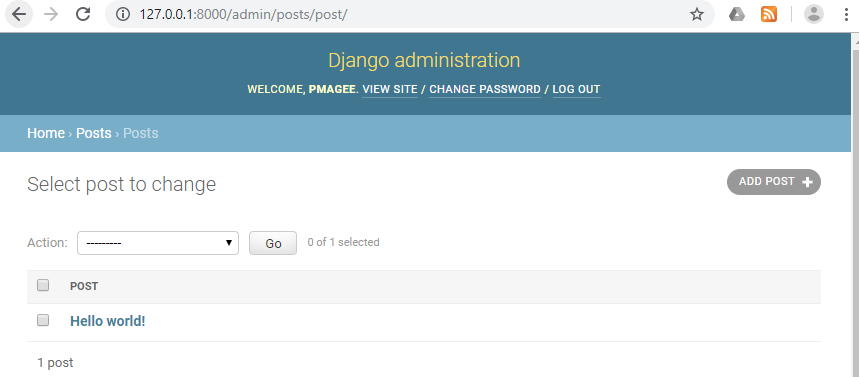 127.0.0.1:8000/admin/posts/post/
Django administration
WELCOME, PMAGEE. VIEW SITE / CHANGE PASSWORD / LOG OUT
Home › Posts › Posts
Select post to change
ADD POST +
Action: --------- Go 0 of 1 selected
POST
Hello world!
1 post